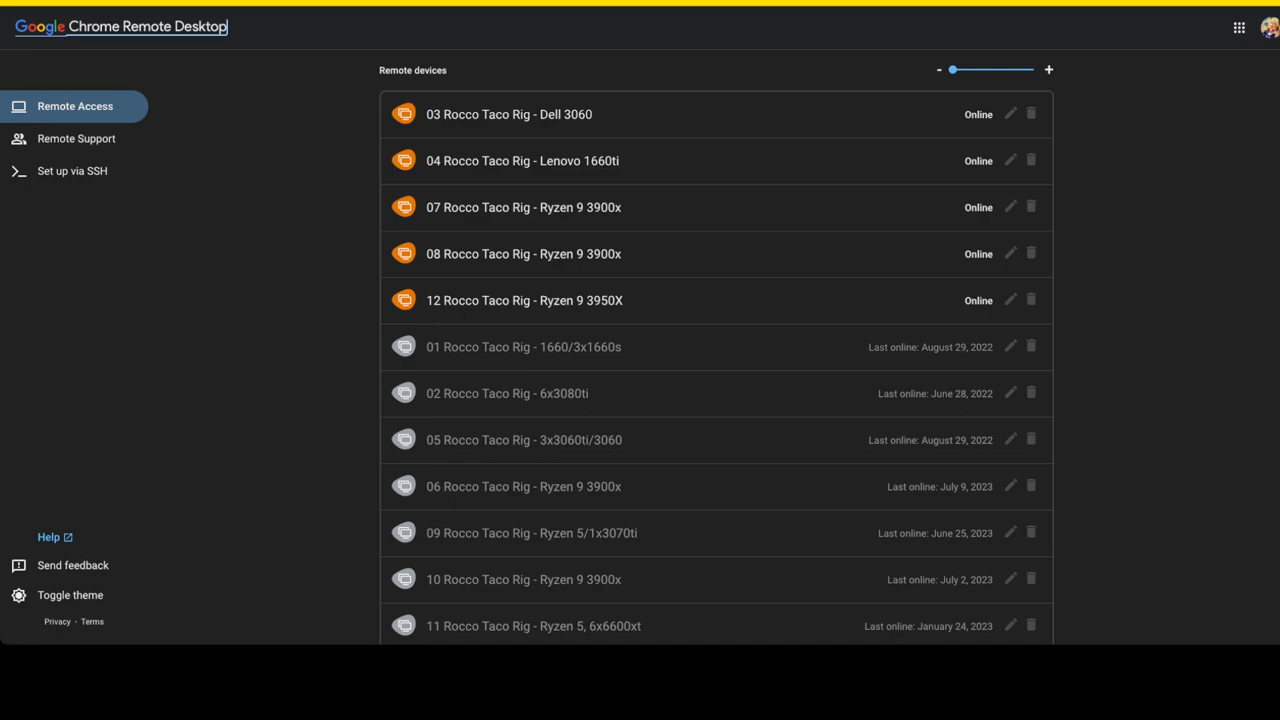 Google Chrome Remote Desktop
Remote Access
Remote Support
Set up via SSH
Help
Send feedback
Toggle theme
Privacy · Terms
Remote devices
- +
03 Rocco Taco Rig - Dell 3060 Online
04 Rocco Taco Rig - Lenovo 1660ti Online
07 Rocco Taco Rig - Ryzen 9 3900x Online
08 Rocco Taco Rig - Ryzen 9 3900x Online
12 Rocco Taco Rig - Ryzen 9 3950X Online
01 Rocco Taco Rig - 1660/3x1660s Last online: August 29, 2022
02 Rocco Taco Rig - 6x3080ti Last online: June 28, 2022
05 Rocco Taco Rig - 3x3060ti/3060 Last online: August 29, 2022
06 Rocco Taco Rig - Ryzen 9 3900x Last online: July 9, 2023
09 Rocco Taco Rig - Ryzen 5/1x3070ti Last online: June 25, 2023
10 Rocco Taco Rig - Ryzen 9 3900x Last online: July 2, 2023
11 Rocco Taco Rig - Ryzen 5, 6x6600xt Last online: January 24, 2023